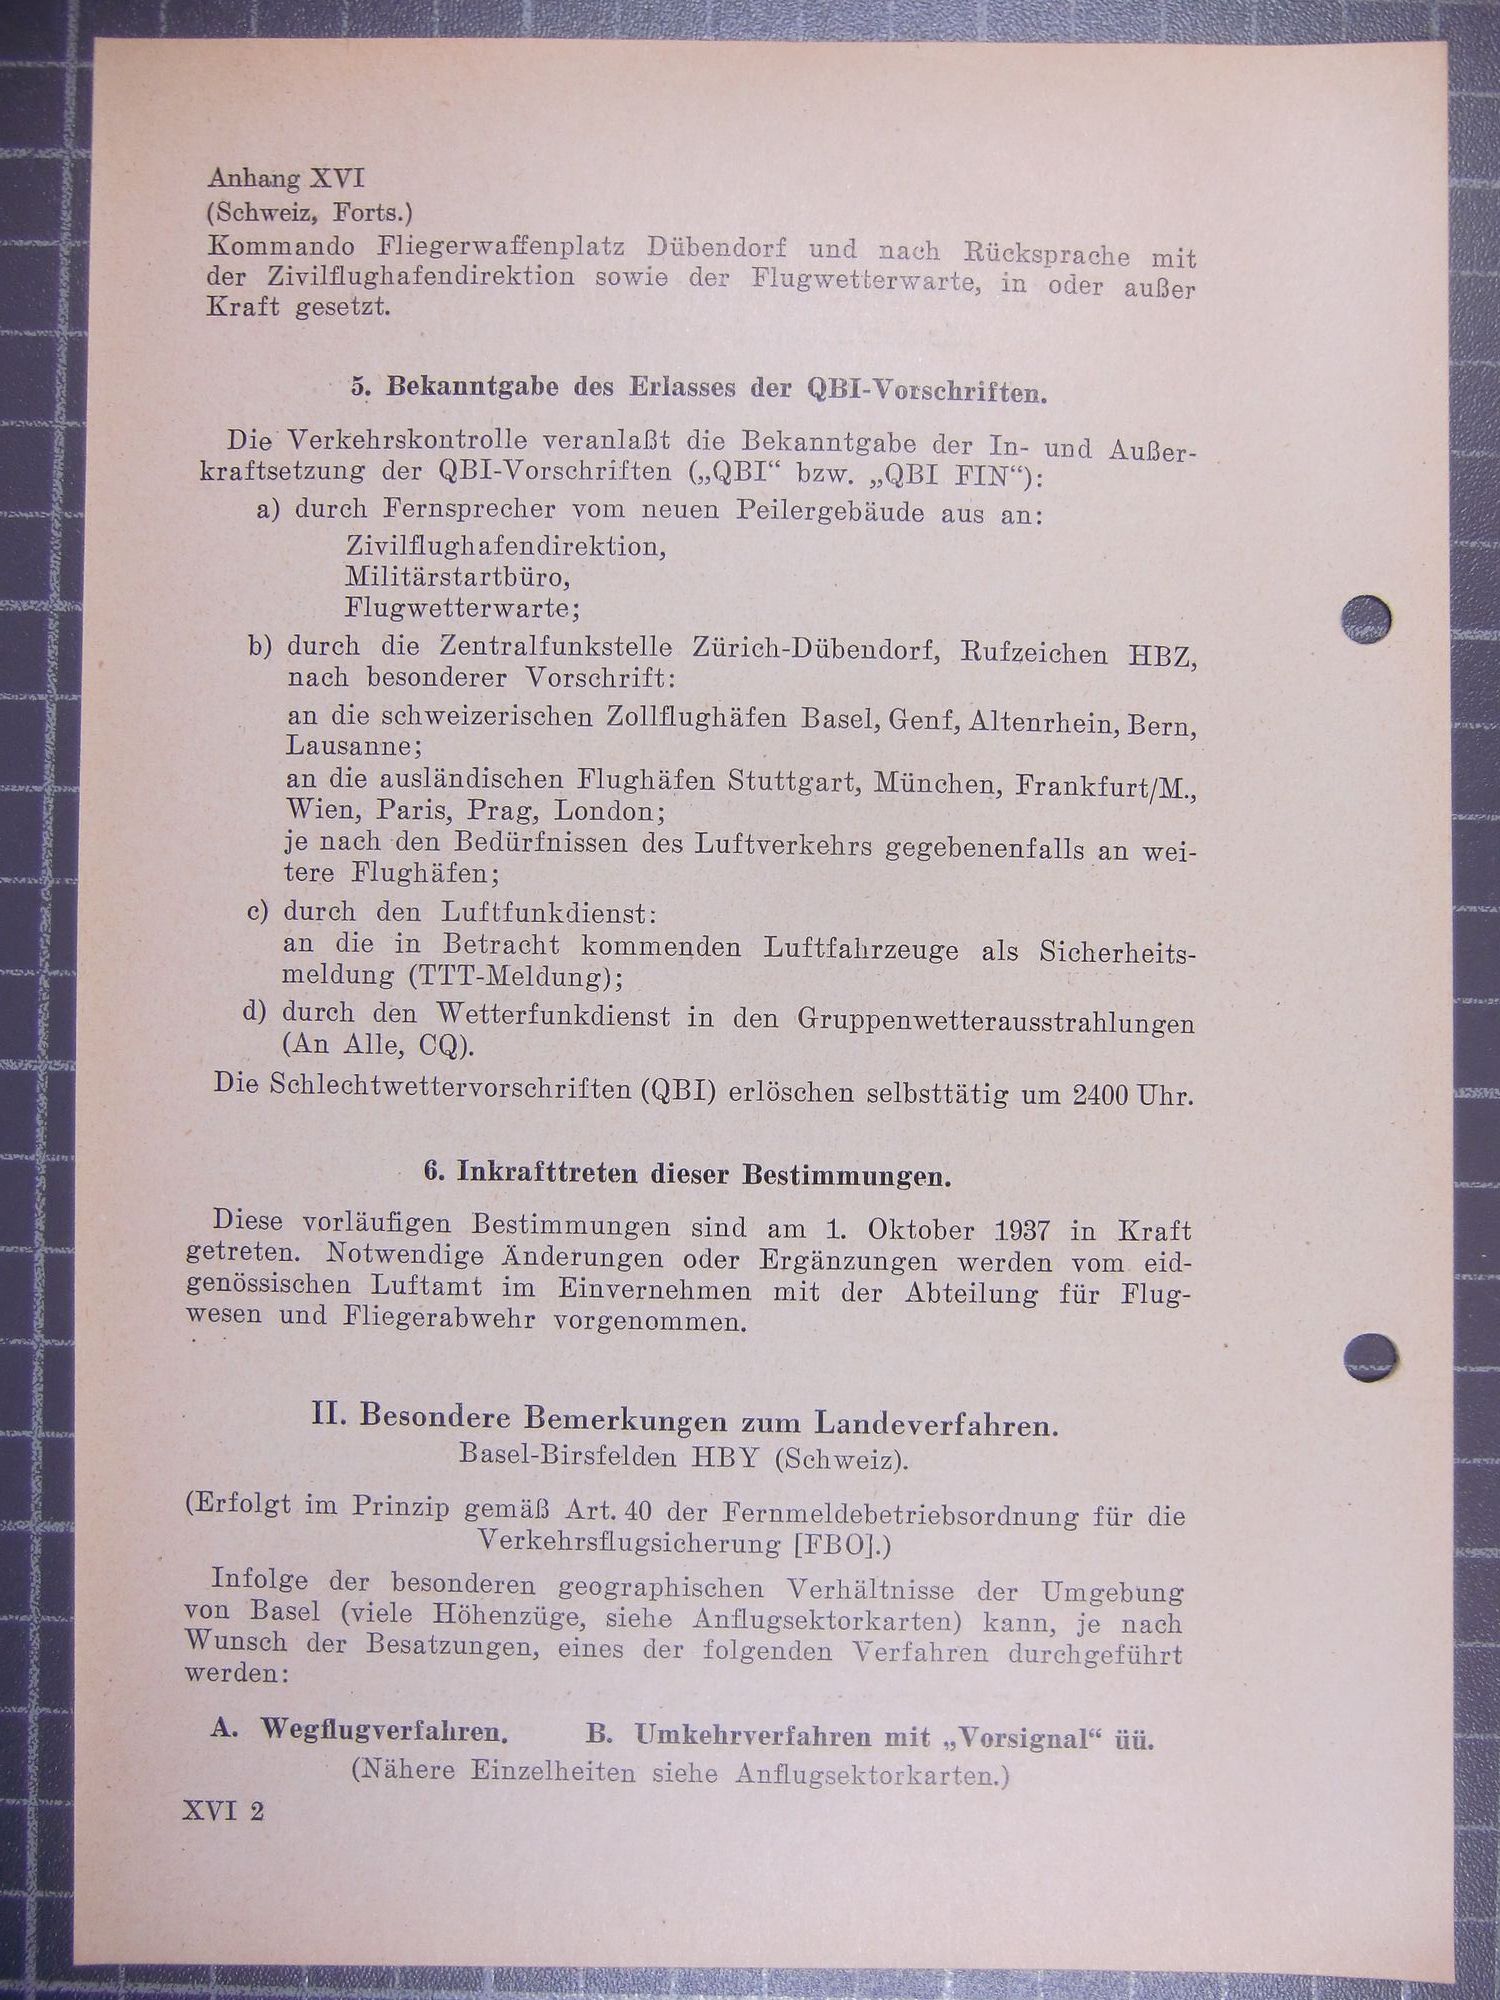 Anhang XVI
(Schweiz, Forts.)
Kommando Fliegerwaffenplatz Dübendorf und nach Rücksprache mit
der Zivilflughafendirektion sowie der Flugwetterwarte, in oder außer
Kraft gesetzt.
5. Bekanntgabe des Erlasses der QBI-Vorschriften.
Die Verkehrskontrolle veranlaßt die Bekanntgabe der In- und Außer-
kraftsetzung der QBI-Vorschriften („QBI“ bzw. „QBI FIN“):
a) durch Fernsprecher vom neuen Peilergebäude aus an:
Zivilflughafendirektion,
Militärstartbüro,
Flugwetterwarte;
b) durch die Zentralfunkstelle Zürich-Dübendorf, Rufzeichen HBZ,
nach besonderer Vorschrift:
an die schweizerischen Zollflughäfen Basel, Genf, Altenrhein, Bern,
Lausanne;
an die ausländischen Flughäfen Stuttgart, München, Frankfurt/M.,
Wien, Paris, Prag, London;
je nach den Bedürfnissen des Luftverkehrs gegebenenfalls an wei-
tere Flughäfen;
c) durch den Luftfunkdienst:
an die in Betracht kommenden Luftfahrzeuge als Sicherheits-
meldung (TTT-Meldung);
d) durch den Wetterfunkdienst in den Gruppenwetterausstrahlungen
(An Alle, CQ).
Die Schlechtwettervorschriften (QBI) erlöschen selbsttätig um 2400 Uhr.
6. Inkrafttreten dieser Bestimmungen.
Diese vorläufigen Bestimmungen sind am 1. Oktober 1937 in Kraft
getreten. Notwendige Änderungen oder Ergänzungen werden vom eid-
genössischen Luftamt im Einvernehmen mit der Abteilung für Flug-
wesen und Fliegerabwehr vorgenommen.
II. Besondere Bemerkungen zum Landeverfahren.
Basel-Birsfelden HBY (Schweiz).
(Erfolgt im Prinzip gemäß Art. 40 der Fernmeldebetriebsordnung für die
Verkehrsflugsicherung [FBO].)
Infolge der besonderen geographischen Verhältnisse der Umgebung
von Basel (viele Höhenzüge, siehe Anflugsektorkarten) kann, je nach
Wunsch der Besatzungen, eines der folgenden Verfahren durchgeführt
werden:
A. Wegflugverfahren. B. Umkehrverfahren mit „Vorsignal“ üü.
(Nähere Einzelheiten siehe Anflugsektorkarten.)
XVI 2